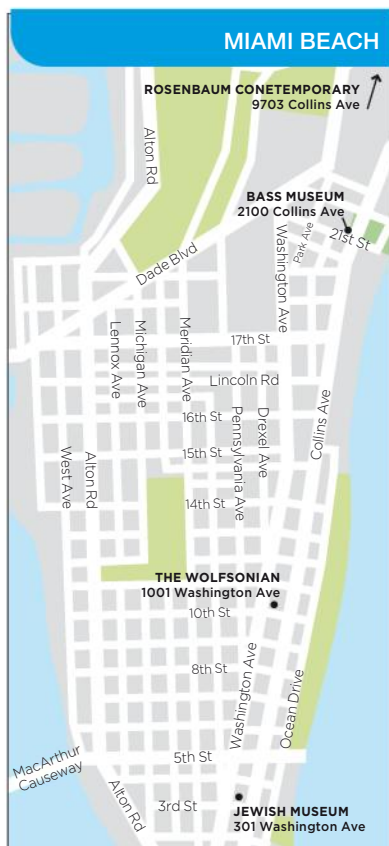 MIAMI BEACH
ROSENBAUM CONETEMPORARY
9703 Collins Ave
Alton Rd
BASS MUSEUM
2100 Collins Ave
21st St
Park Ave
Washington Ave
Dade Blvd
17th St
Lennox Ave
Michigan Ave
Meridian Ave
Lincoln Rd
Collins Ave
16th St
Pennsylvania Ave
Drexel Ave
15th St
West Ave
Alton Rd
14th St
THE WOLFSONIAN
1001 Washington Ave
10th St
8th St
Washington Ave
Ocean Drive
5th St
MacArthur
Causeway
Alton Rd
3rd St
JEWISH MUSEUM
301 Washington Ave